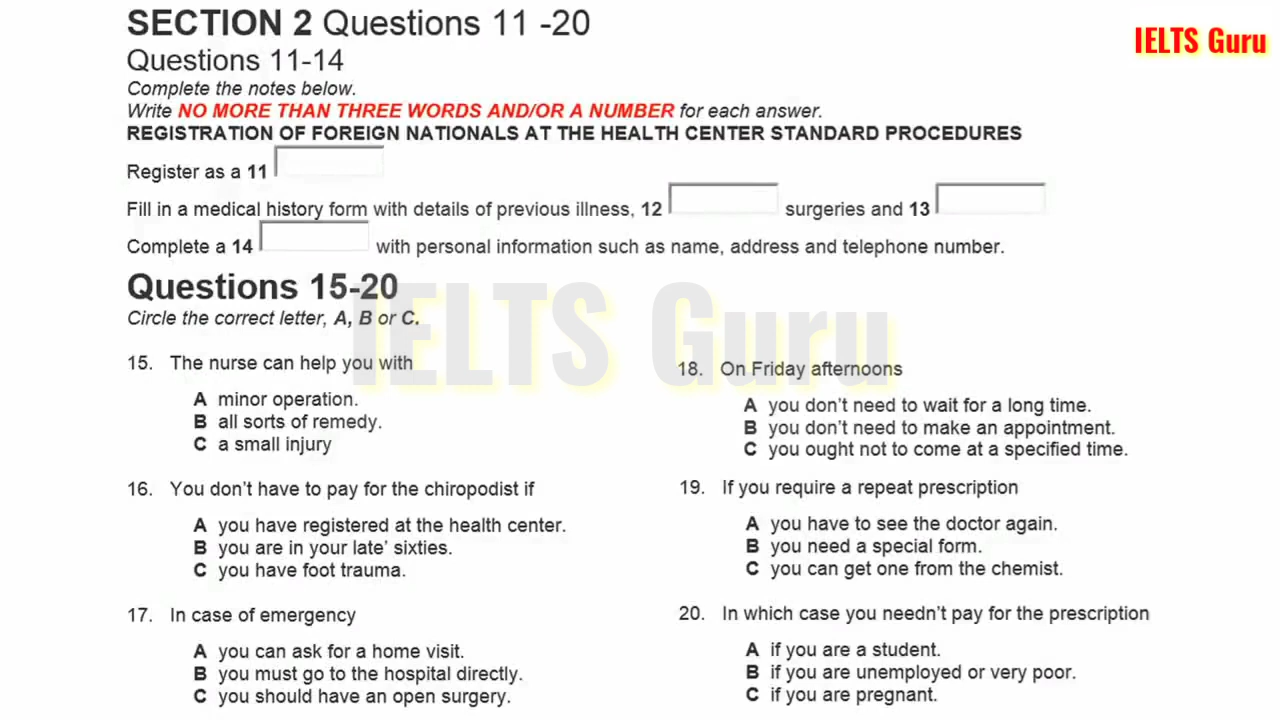 SECTION 2 Questions 11 -20
IELTS Guru
Questions 11-14
Complete the notes below.
Write NO MORE THAN THREE WORDS AND/OR A NUMBER for each answer.
REGISTRATION OF FOREIGN NATIONALS AT THE HEALTH CENTER STANDARD PROCEDURES
Register as a 11
Fill in a medical history form with details of previous illness, 12 surgeries and 13
Complete a 14 with personal information such as name, address and telephone number.
Questions 15-20
Circle the correct letter, A, B or C.
IELTS Guru
15. The nurse can help you with
A minor operation.
B all sorts of remedy.
C a small injury
16. You don't have to pay for the chiropodist if
A you have registered at the health center.
B you are in your late' sixties.
C you have foot trauma.
17. In case of emergency
A you can ask for a home visit.
B you must go to the hospital directly.
C you should have an open surgery.
18. On Friday afternoons
A you don't need to wait for a long time.
B you don't need to make an appointment.
C you ought not to come at a specified time.
19. If you require a repeat prescription
A you have to see the doctor again.
B you need a special form.
C you can get one from the chemist.
20. In which case you needn't pay for the prescription
A if you are a student.
B if you are unemployed or very poor.
C if you are pregnant.